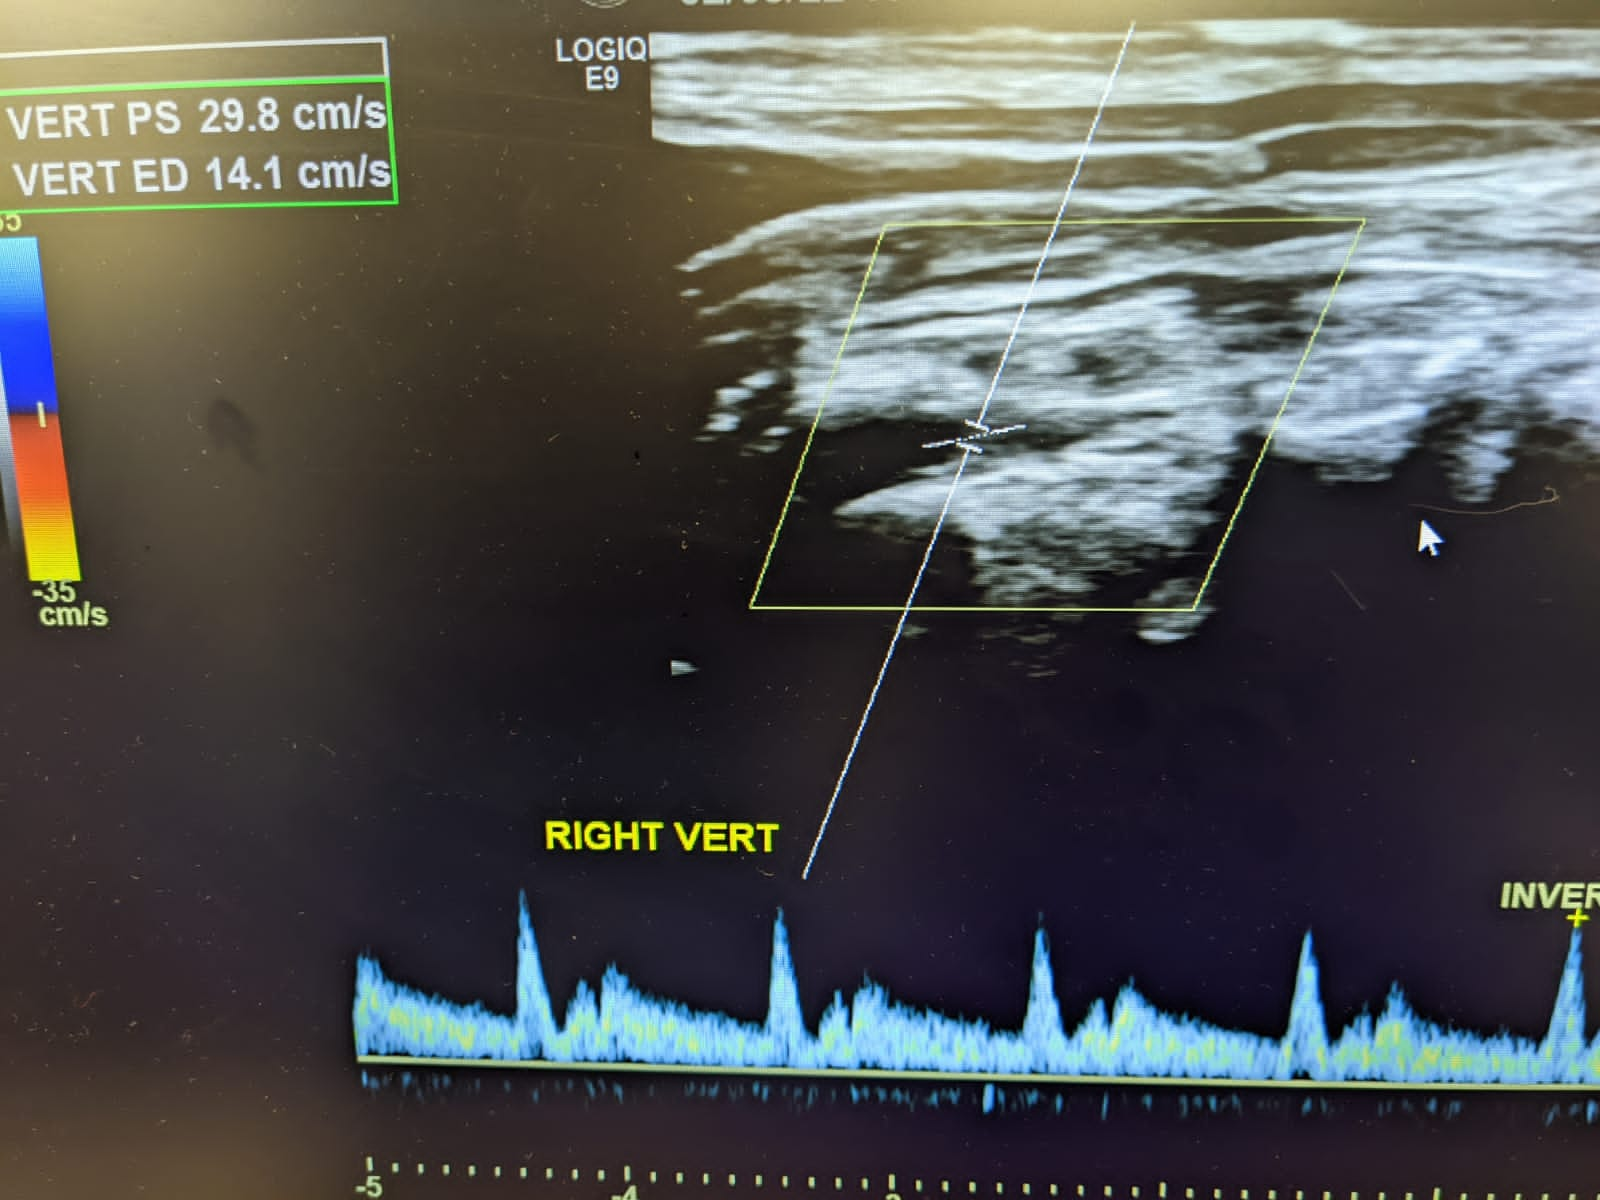 LOGIQ
E9
VERT PS 29.8 cm/s
VERT ED 14.1 cm/s
-35
cm/s
RIGHT VERT
INVER
-5
-4